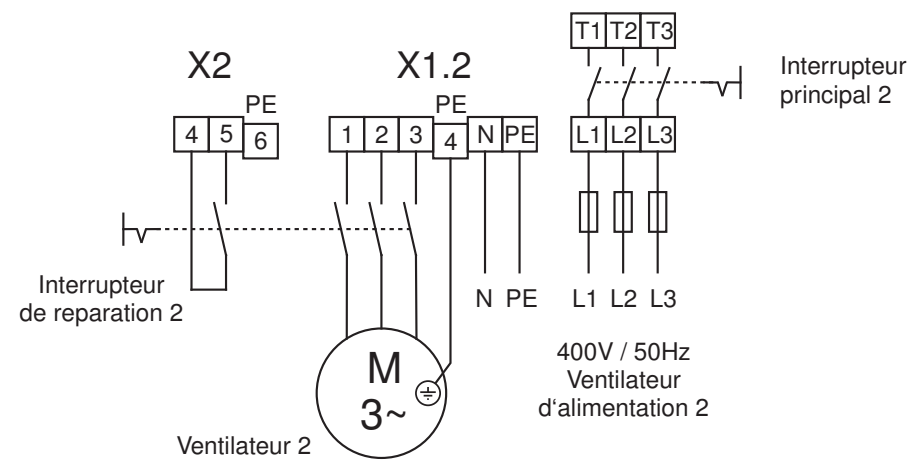 T1 T2 T3
X2 X1.2
Interrupteur
principal 2
PE PE
4 5 6 1 2 3 4 N PE L1 L2 L3
Interrupteur
de reparation 2
N PE L1 L2 L3
400V / 50Hz
Ventilateur
d‘alimentation 2
M
3~
Ventilateur 2